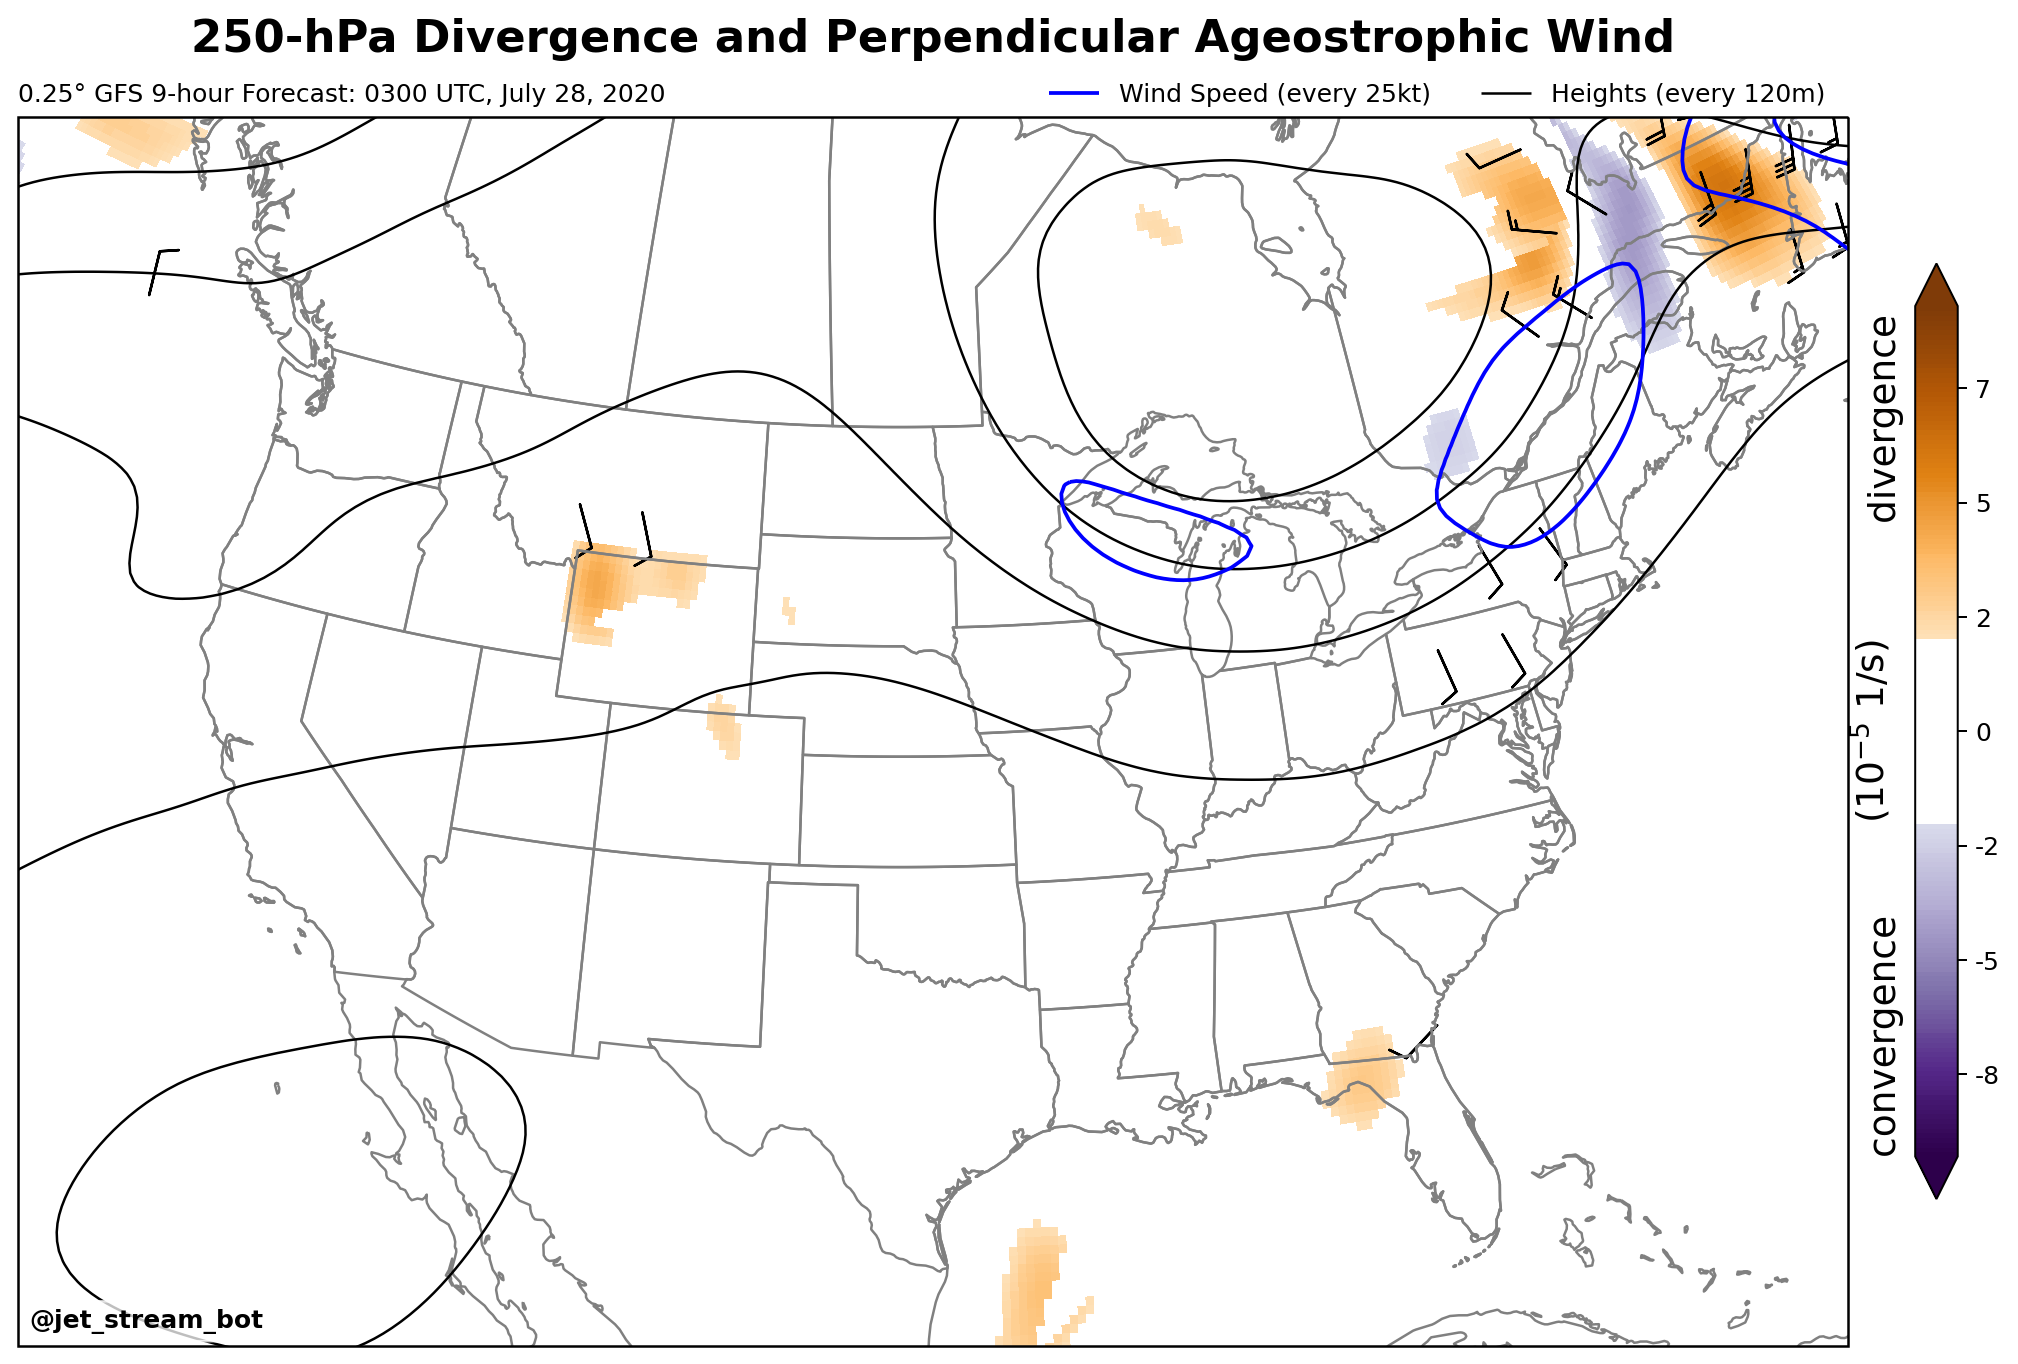 250-hPa Divergence and Perpendicular Ageostrophic Wind
0.25° GFS 9-hour Forecast: 0300 UTC, July 28, 2020
Wind Speed (every 25kt)
Heights (every 120m)
divergence
(10⁻⁵ 1/s)
convergence
7
5
2
0
-2
-5
-8
@jet_stream_bot